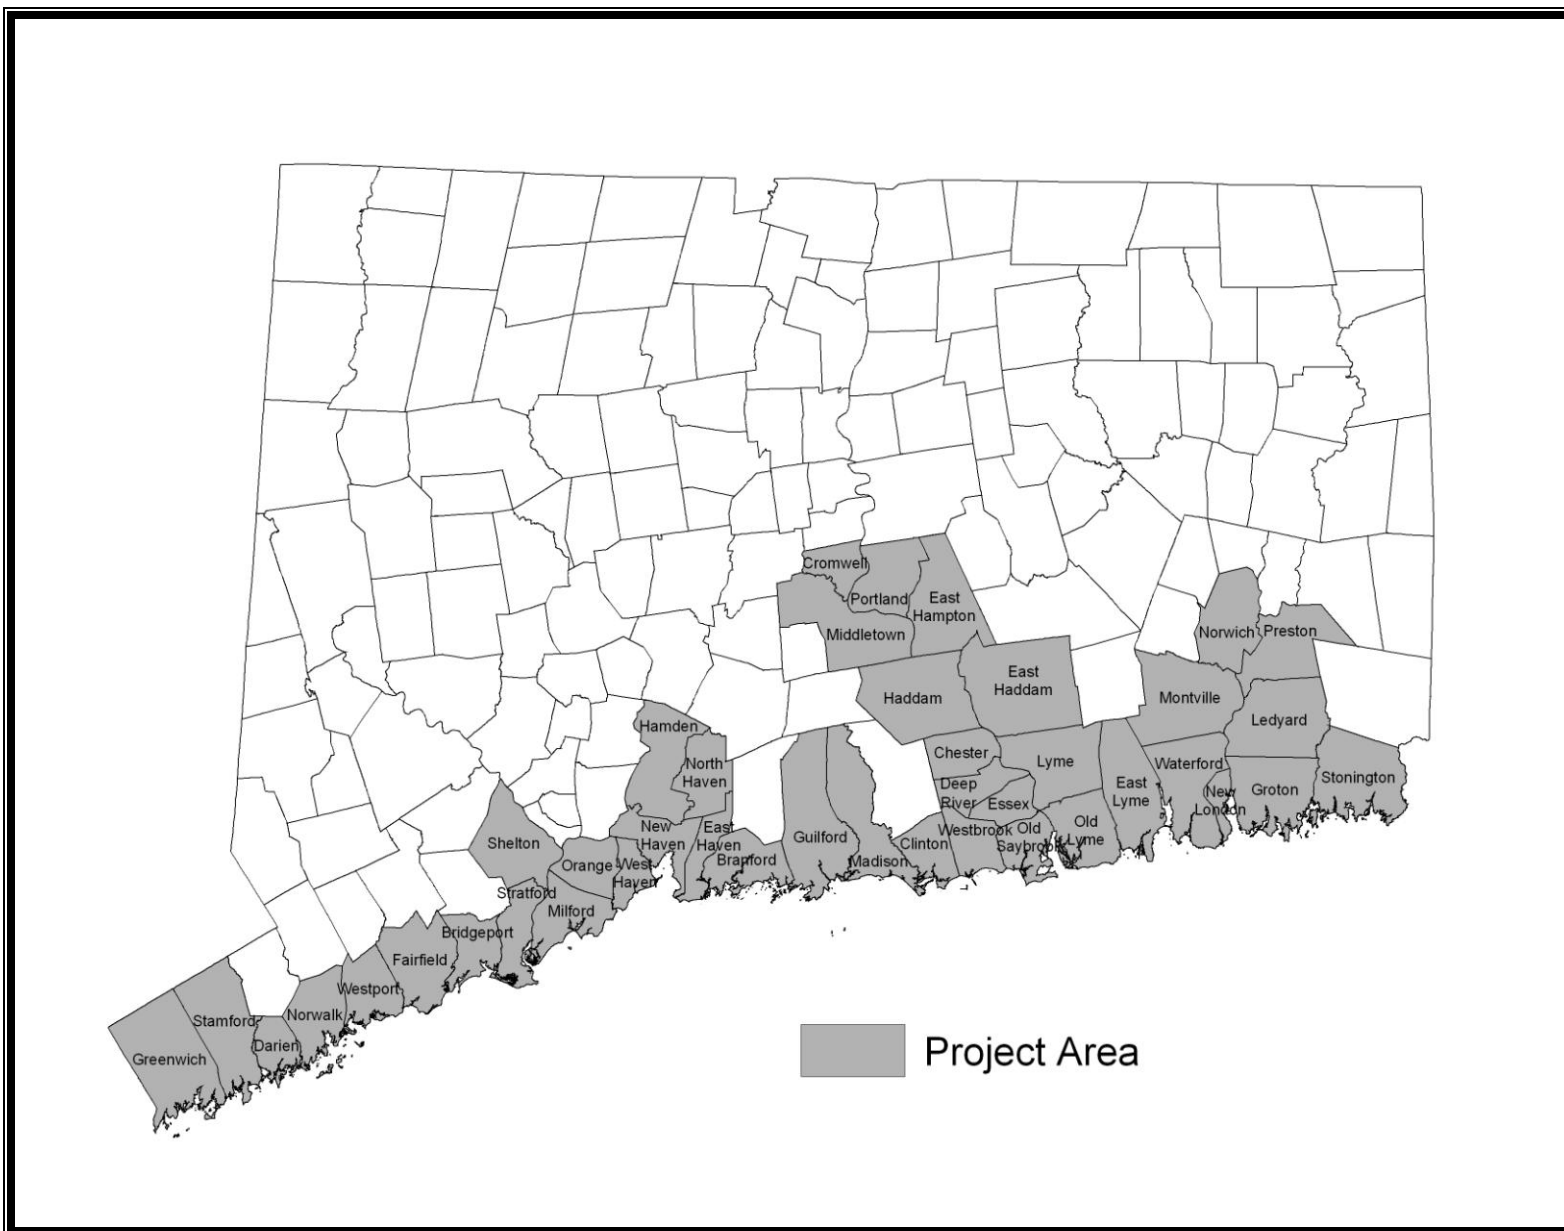 Cromwell
Portland
East
Hampton
Middletown
Norwich
Preston
Haddam
East
Haddam
Montville
Ledyard
Hamden
North
Haven
Chester
Lyme
East
Lyme
Waterford
New
London
Groton
Stonington
Deep
River
Essex
Shelton
Orange
West
Haven
New
Haven
East
Haven
Branford
Guilford
Madison
Clinton
Westbrook
Old
Saybrook
Old
Lyme
Stratford
Milford
Bridgeport
Fairfield
Westport
Norwalk
Stamford
Darien
Greenwich
Project Area